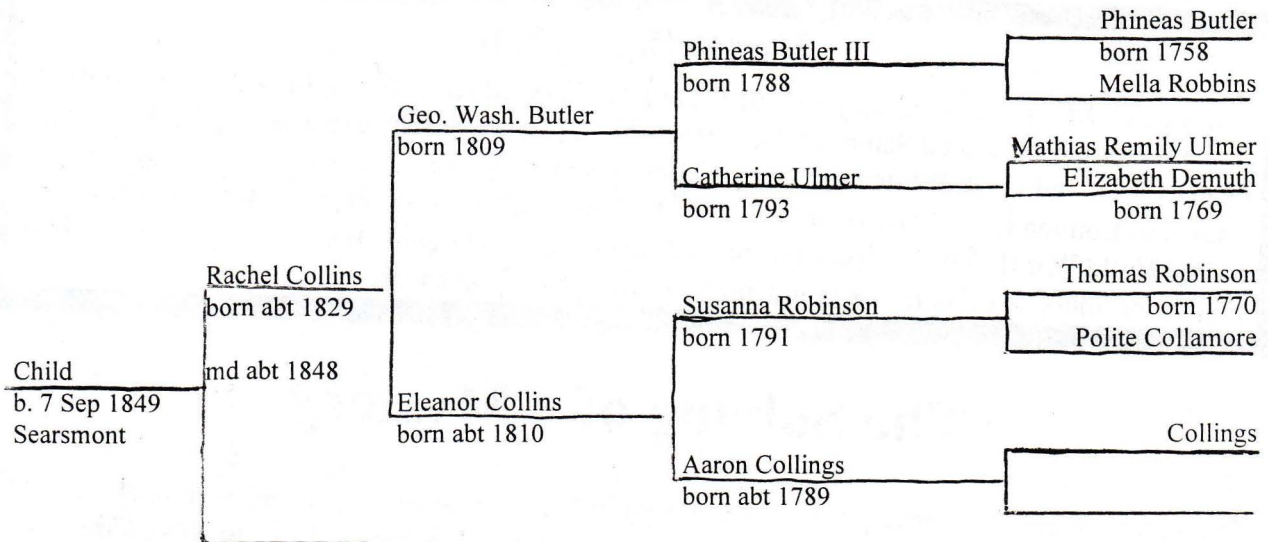 Child
b. 7 Sep 1849
Searsmont
Rachel Collins
born abt 1829
md abt 1848
Geo. Wash. Butler
born 1809
Eleanor Collins
born abt 1810
Phineas Butler III
born 1788
Catherine Ulmer
born 1793
Susanna Robinson
born 1791
Aaron Collings
born abt 1789
Phineas Butler
born 1758
Mella Robbins
Mathias Remily Ulmer
Elizabeth Demuth
born 1769
Thomas Robinson
born 1770
Polite Collamore
Collings